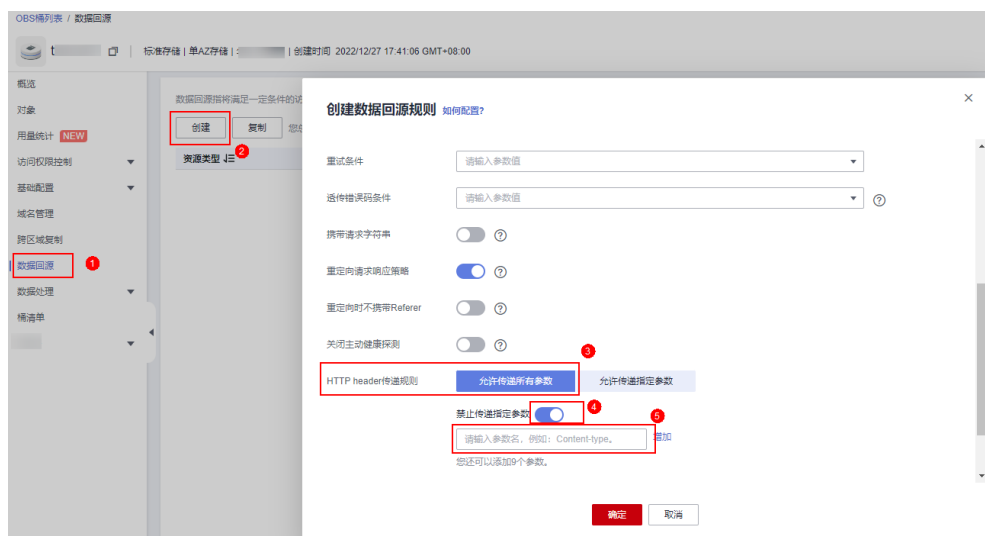 OBS桶列表 / 数据回源
t
标准存储 | 单AZ存储 |
| 创建时间 2022/12/27 17:41:06 GMT+08:00
概览
对象
用量统计 NEW
访问权限控制
基础配置
域名管理
跨区域复制
数据回源
1
数据处理
桶清单
数据回源指将满足一定条件的访
创建
复制
2
资源类型
创建数据回源规则 如何配置?
重试条件
请输入参数值
透传错误码条件
请输入参数值
携带请求字符串
重定向请求响应策略
重定向时不携带Referer
关闭主动健康探测
3
HTTP header传递规则
允许传递所有参数
允许传递指定参数
禁止传递指定参数
4
5
请输入参数名，例如：Content-type。
增加
您还可以添加9个参数。
确定
取消